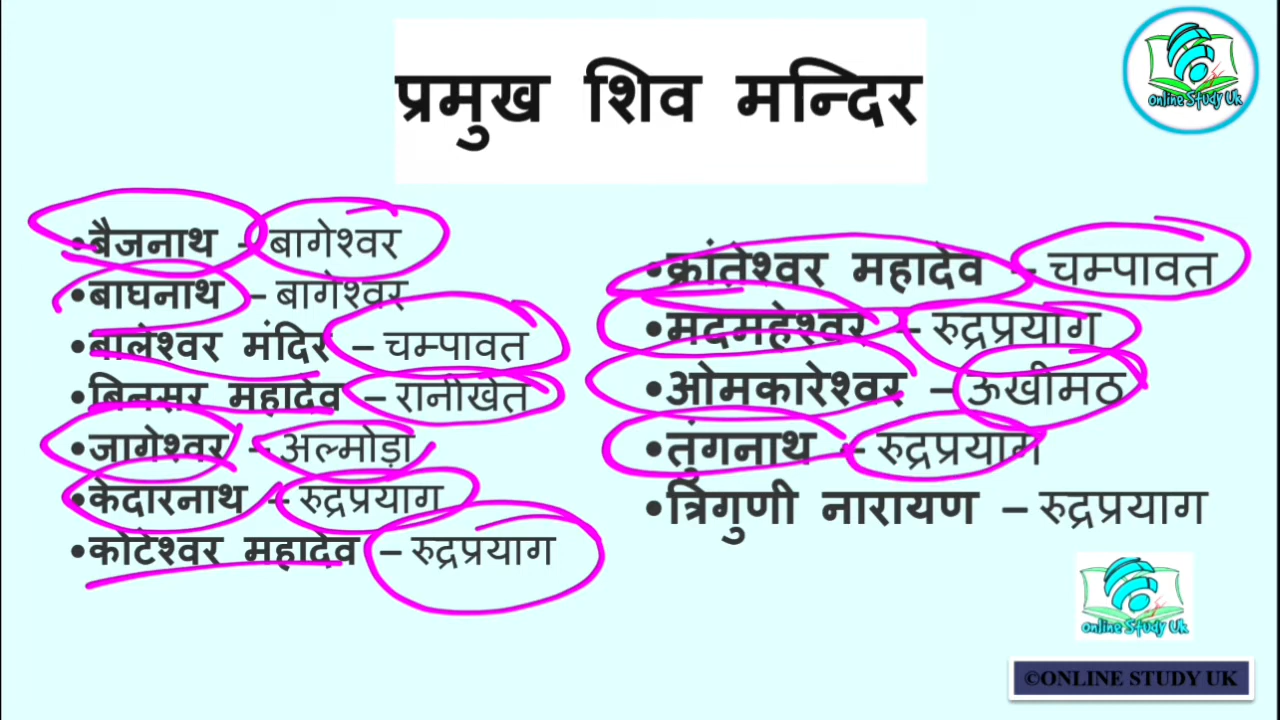 प्रमुख शिव मन्दिर
online Study Uk
•बैजनाथ – बागेश्वर
•बाघनाथ – बागेश्वर
•बालेश्वर मंदिर – चम्पावत
•बिनसर महादेव – रानीखेत
•जागेश्वर – अल्मोड़ा
•केदारनाथ – रुद्रप्रयाग
•कोटेश्वर महादेव – रुद्रप्रयाग
•क्रांतेश्वर महादेव – चम्पावत
•मदमहेश्वर – रुद्रप्रयाग
•ओमकारेश्वर – ऊखीमठ
•तुंगनाथ – रुद्रप्रयाग
•त्रिगुणी नारायण – रुद्रप्रयाग
online Study Uk
©ONLINE STUDY UK